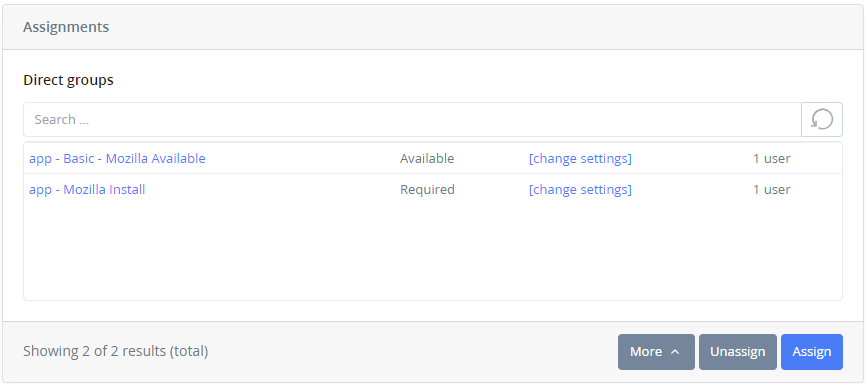 Assignments
Direct groups
Search ...
app - Basic - Mozilla Available Available [change settings] 1 user
app - Mozilla Install Required [change settings] 1 user
Showing 2 of 2 results (total) More Unassign Assign